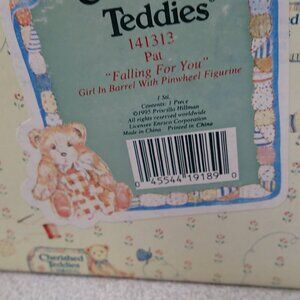 Teddies
141313
Pat
"Falling For You"
Girl In Barrel With Pinwheel Figurine
1 Stl.
Contents: 1 Piece
©1995 Priscilla Hillman
All rights reserved worldwide
Licensee Enesco Corporation
Made in China Printed in China
0 45544 19189 0
Cherished
Teddies